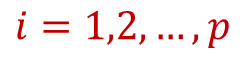 i = 1,2, … , p